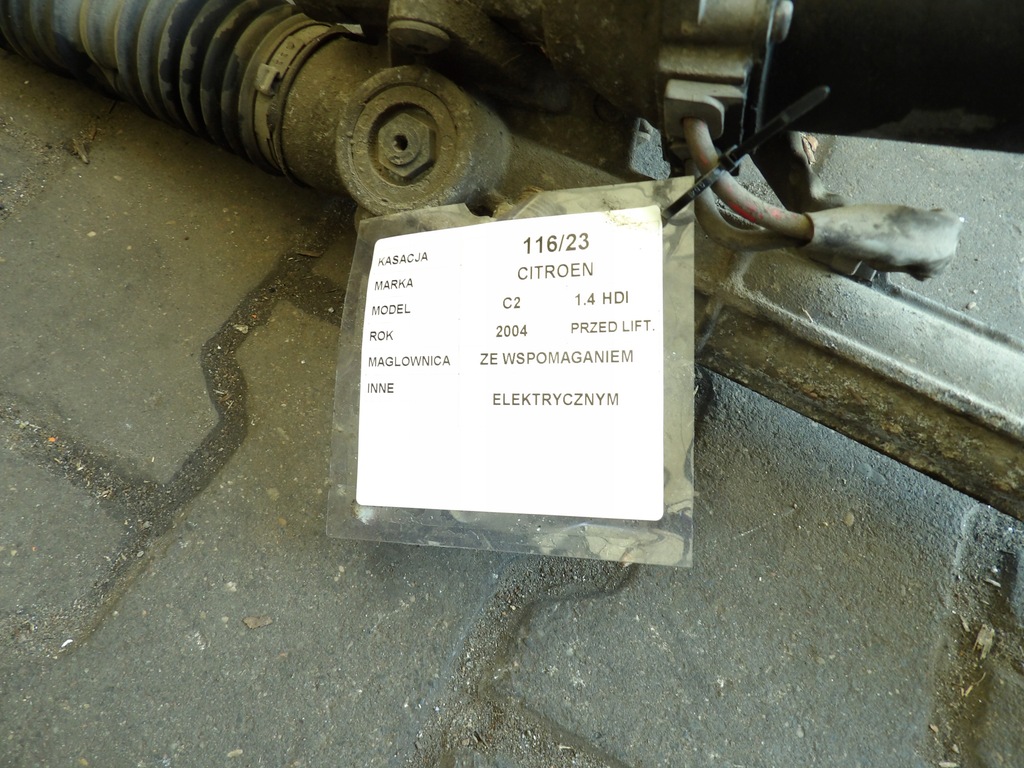 KASACJA 116/23
MARKA CITROEN
MODEL C2 1.4 HDI
ROK 2004 PRZED LIFT.
MAGLOWNICA ZE WSPOMAGANIEM
INNE ELEKTRYCZNYM